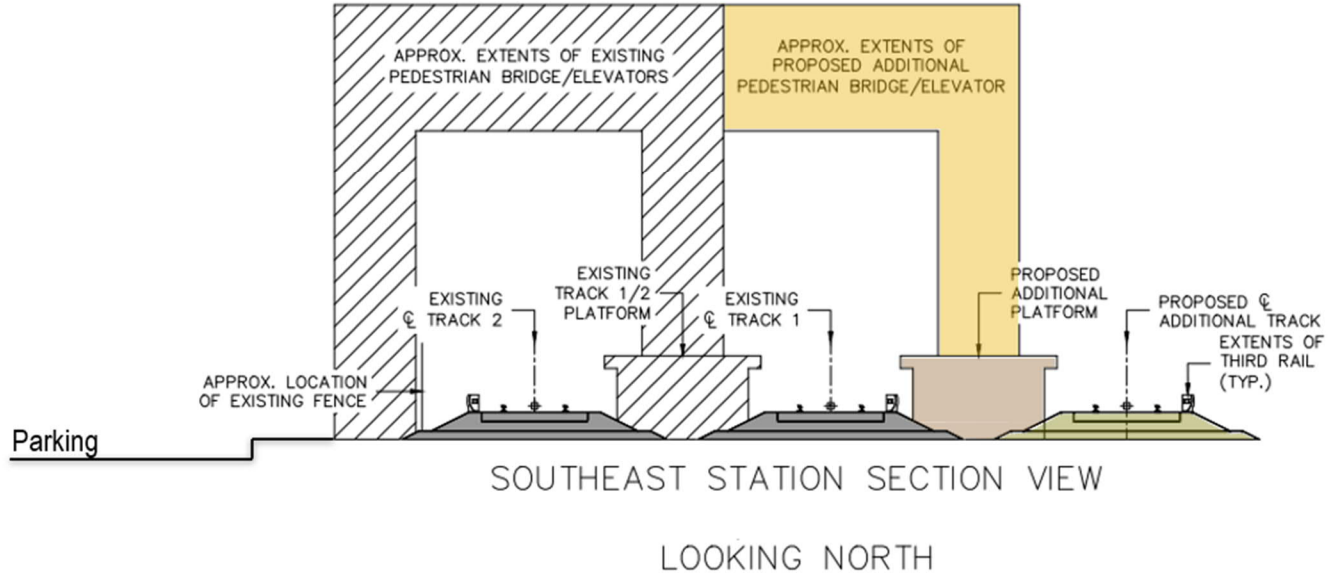 APPROX. EXTENTS OF EXISTING
PEDESTRIAN BRIDGE/ELEVATORS
APPROX. EXTENTS OF
PROPOSED ADDITIONAL
PEDESTRIAN BRIDGE/ELEVATOR
EXISTING
℄ TRACK 2
EXISTING
TRACK 1/2
PLATFORM
EXISTING
℄ TRACK 1
PROPOSED
ADDITIONAL
PLATFORM
PROPOSED ℄
ADDITIONAL TRACK
EXTENTS OF
THIRD RAIL
(TYP.)
APPROX. LOCATION
OF EXISTING FENCE
Parking
SOUTHEAST STATION SECTION VIEW
LOOKING NORTH